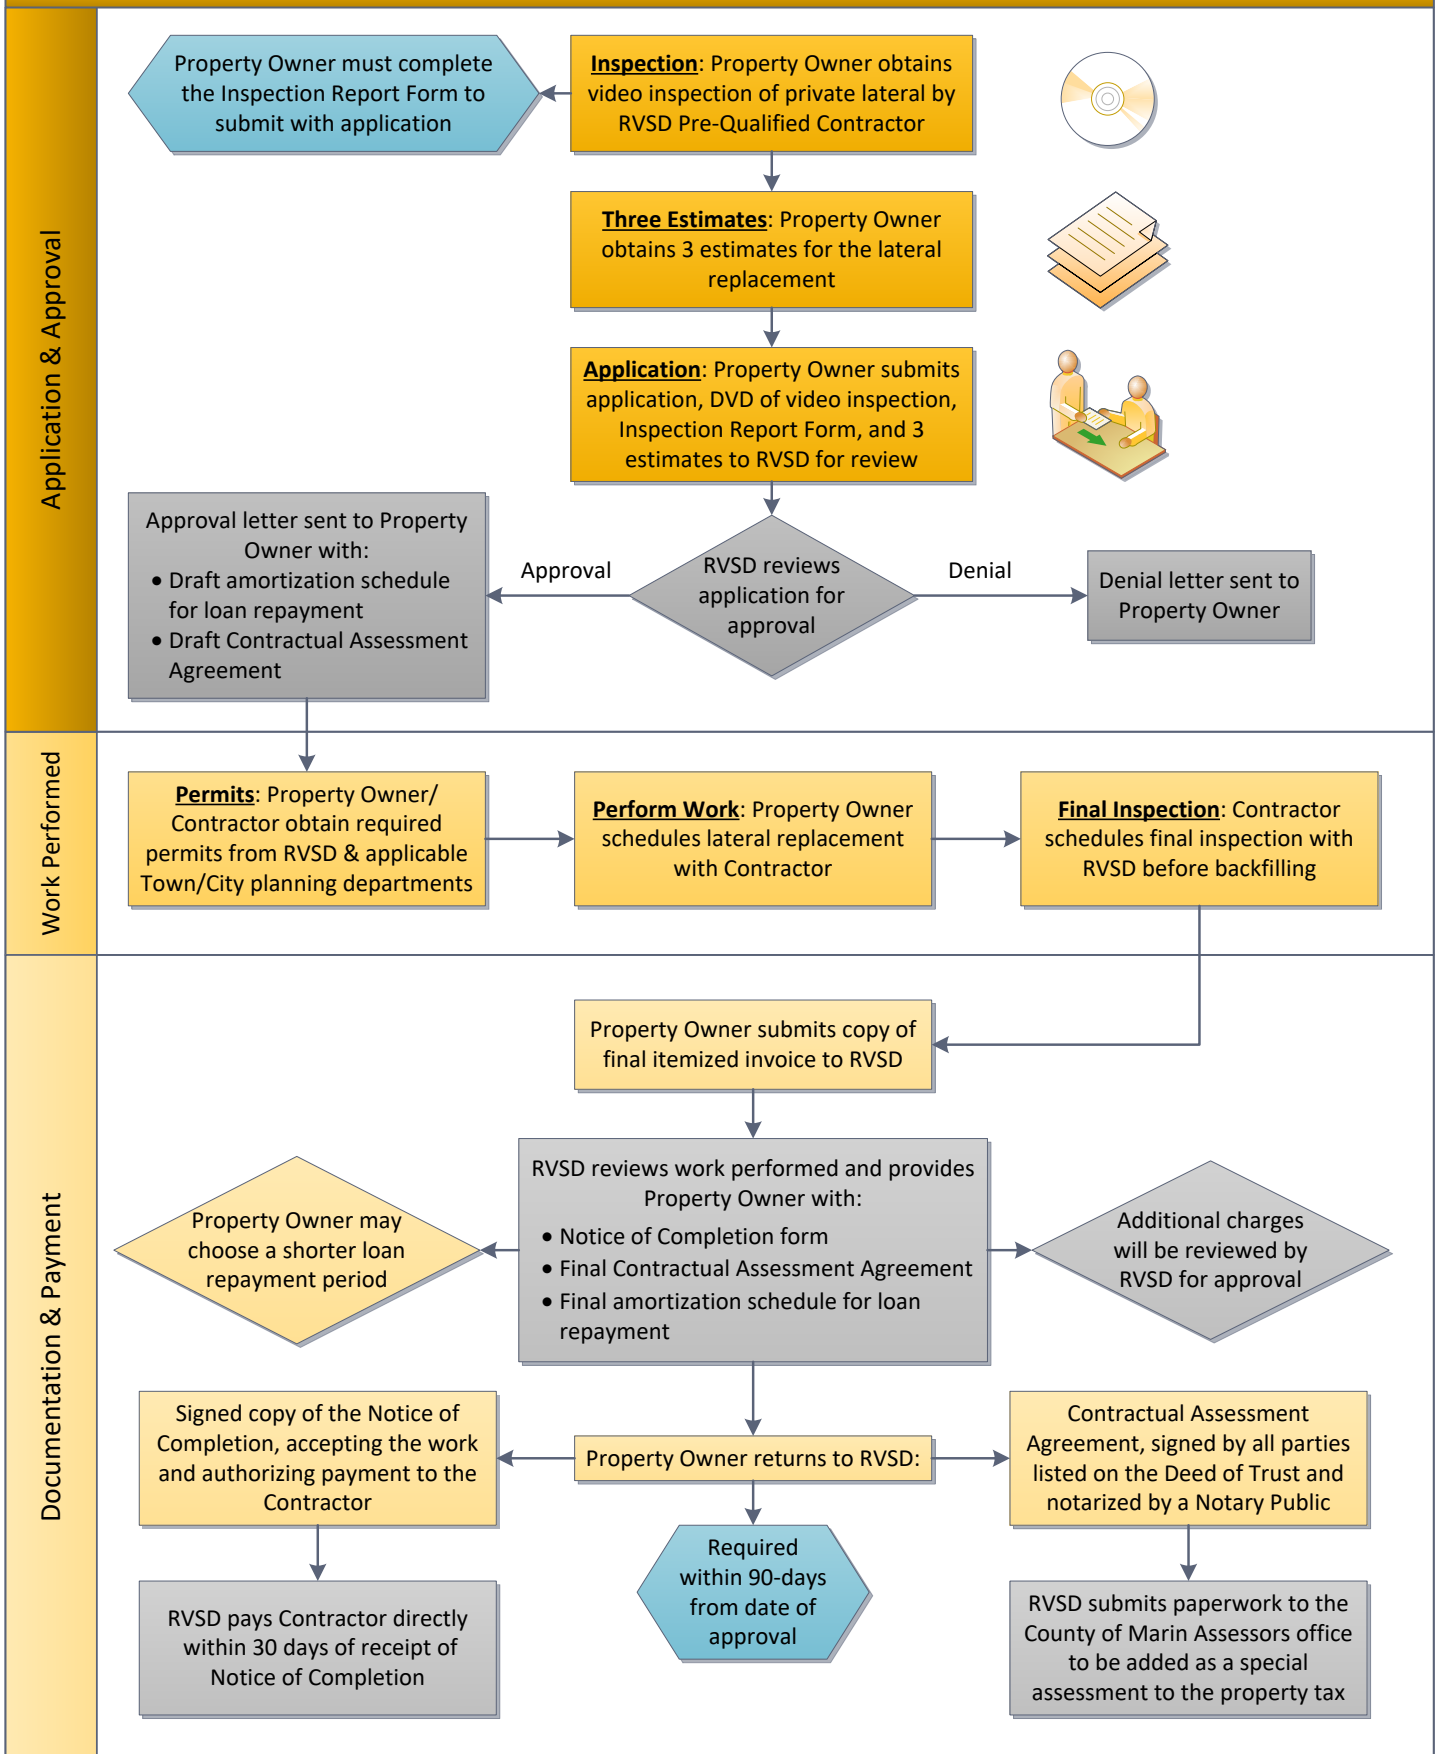 Application & Approval
Property Owner must complete
the Inspection Report Form to
submit with application
Inspection: Property Owner obtains
video inspection of private lateral by
RVSD Pre-Qualified Contractor
Three Estimates: Property Owner
obtains 3 estimates for the lateral
replacement
Application: Property Owner submits
application, DVD of video inspection,
Inspection Report Form, and 3
estimates to RVSD for review
RVSD reviews
application for
approval
Approval
Denial
Approval letter sent to Property
Owner with:
• Draft amortization schedule
for loan repayment
• Draft Contractual Assessment
Agreement
Denial letter sent to
Property Owner
Work Performed
Permits: Property Owner/
Contractor obtain required
permits from RVSD & applicable
Town/City planning departments
Perform Work: Property Owner
schedules lateral replacement
with Contractor
Final Inspection: Contractor
schedules final inspection with
RVSD before backfilling
Documentation & Payment
Property Owner submits copy of
final itemized invoice to RVSD
Property Owner may
choose a shorter loan
repayment period
RVSD reviews work performed and provides
Property Owner with:
• Notice of Completion form
• Final Contractual Assessment Agreement
• Final amortization schedule for loan
repayment
Additional charges
will be reviewed by
RVSD for approval
Signed copy of the Notice of
Completion, accepting the work
and authorizing payment to the
Contractor
Property Owner returns to RVSD:
Contractual Assessment
Agreement, signed by all parties
listed on the Deed of Trust and
notarized by a Notary Public
RVSD pays Contractor directly
within 30 days of receipt of
Notice of Completion
Required
within 90-days
from date of
approval
RVSD submits paperwork to the
County of Marin Assessors office
to be added as a special
assessment to the property tax